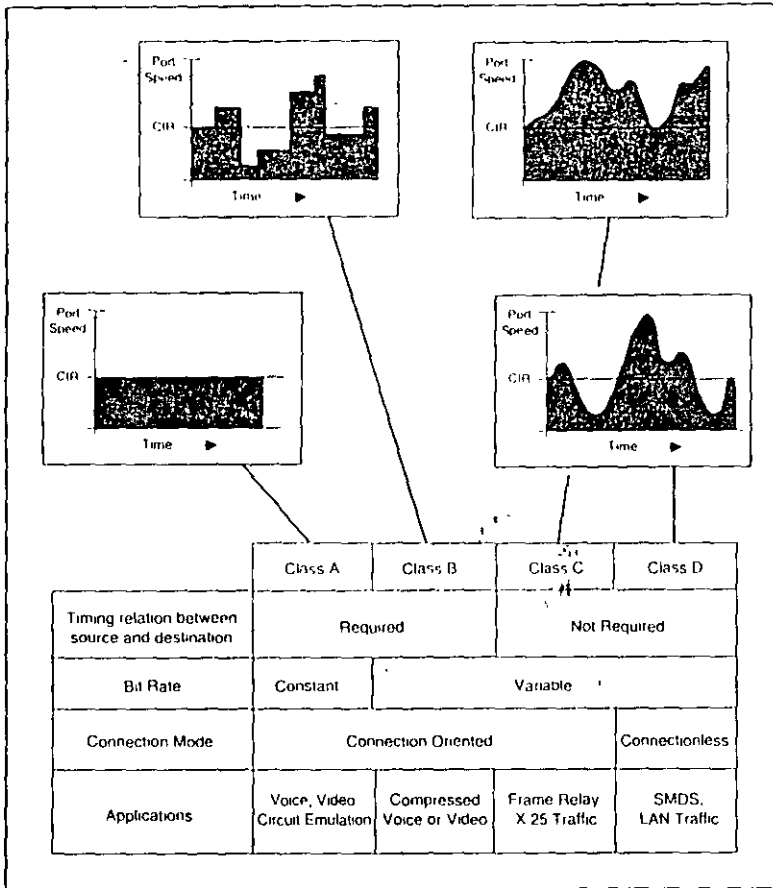 Port
Speed
CIR
Time
Port
Speed
CIR
Time
Port
Speed
CIR
Time
Port
Speed
CIR
Time
Class A Class B Class C Class D
Timing relation between
source and destination
Required Not Required
Bit Rate Constant Variable
Connection Mode Connection Oriented Connectionless
Applications
Voice, Video
Circuit Emulation
Compressed
Voice or Video
Frame Relay
X 25 Traffic
SMDS,
LAN Traffic